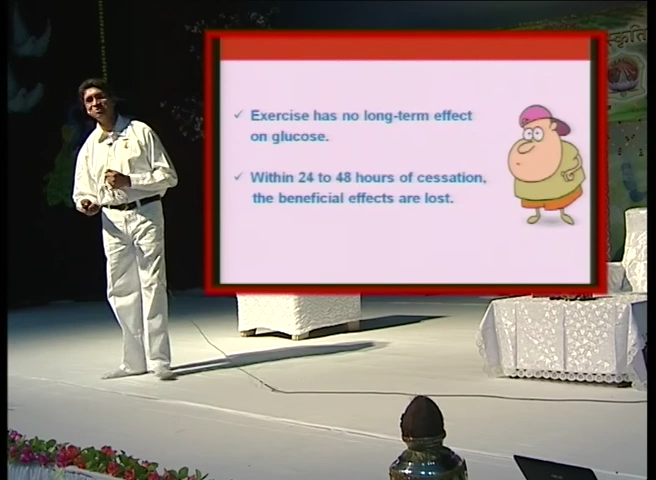 ✓ Exercise has no long-term effect
on glucose.
✓ Within 24 to 48 hours of cessation,
the beneficial effects are lost.